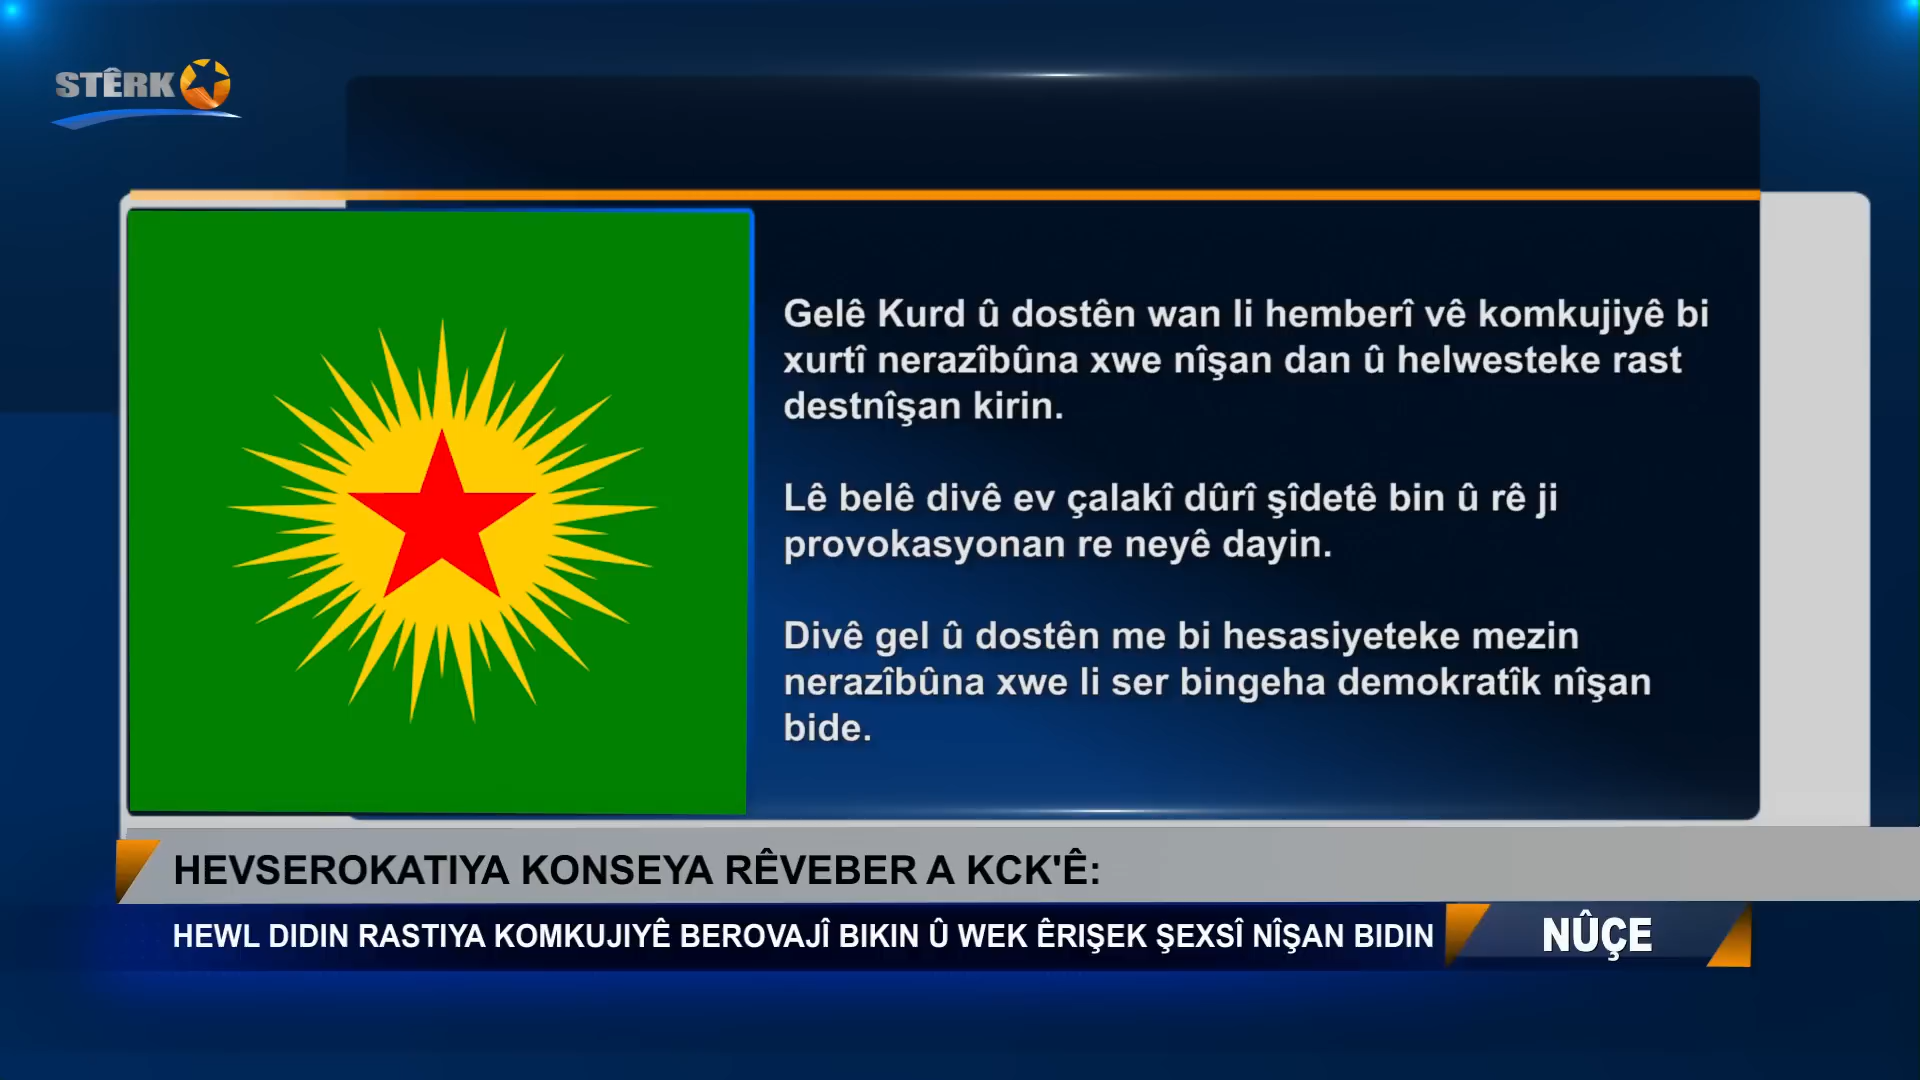 STÊRK
Gelê Kurd û dostên wan li hemberî vê komkujiyê bi
xurtî nerazîbûna xwe nîşan dan û helwesteke rast
destnîşan kirin.
Lê belê divê ev çalakî dûrî şîdetê bin û rê ji
provokasyonan re neyê dayin.
Divê gel û dostên me bi hesasiyeteke mezin
nerazîbûna xwe li ser bingeha demokratîk nîşan
bide.
HEVSEROKATIYA KONSEYA RÊVEBER A KCK'Ê:
HEWL DIDIN RASTIYA KOMKUJIYÊ BEROVAJÎ BIKIN Û WEK ÊRIŞEK ŞEXSÎ NÎŞAN BIDIN
NÛÇE